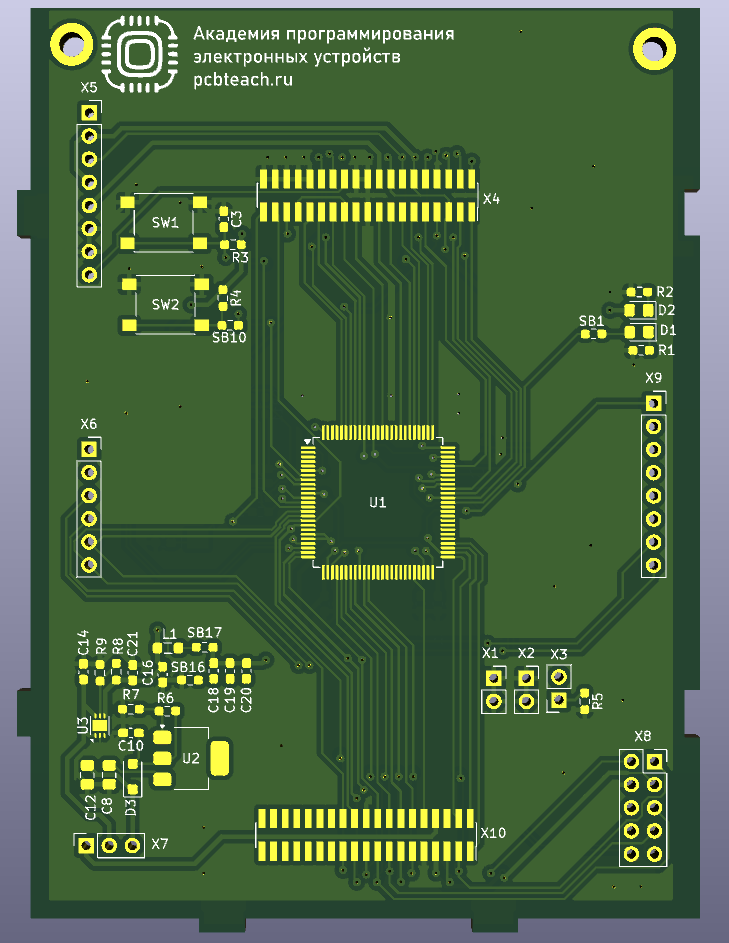 Академия программирования
электронных устройств
pcbteach.ru
X5
X4
SW1
C3
R3
SW2
R4
SB10
R2
D2
SB1
D1
R1
X9
X6
U1
C14
R9
R8
C21
L1
SB17
C16
SB16
C18
C19
C20
X1
X2
X3
R5
R7
R6
U3
C10
U2
X8
C12
C8
D3
X7
X10